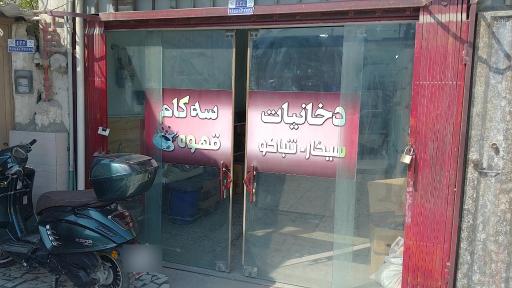 دخانیات
سیگار، تنباکو
سه کام
قهوه